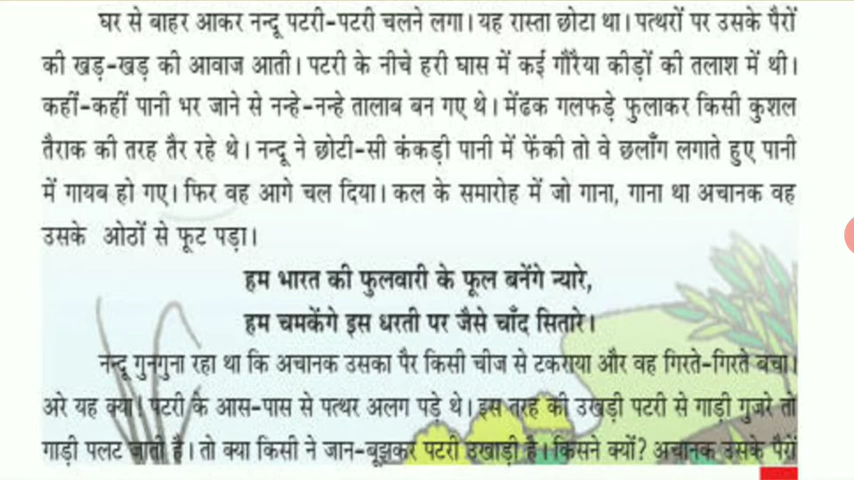 घर से बाहर आकर नन्दू पटरी-पटरी चलने लगा। यह रास्ता छोटा था। पत्थरों पर उसके पैरों
की खड़-खड़ की आवाज आती। पटरी के नीचे हरी घास में कई गौरैया कीड़ों की तलाश में थी।
कहीं-कहीं पानी भर जाने से नन्हे-नन्हे तालाब बन गए थे। मेंढक गलफड़े फुलाकर किसी कुशल
तैराक की तरह तैर रहे थे। नन्दू ने छोटी-सी कंकड़ी पानी में फेंकी तो वे छलाँग लगाते हुए पानी
में गायब हो गए। फिर वह आगे चल दिया। कल के समारोह में जो गाना, गाना था अचानक वह
उसके ओठों से फूट पड़ा।
हम भारत की फुलवारी के फूल बनेंगे न्यारे,
हम चमकेंगे इस धरती पर जैसे चाँद सितारे।
नन्दू गुनगुना रहा था कि अचानक उसका पैर किसी चीज से टकराया और वह गिरते-गिरते बचा।
अरे यह क्या! पटरी के आस-पास से पत्थर अलग पड़े थे। इस तरह की उखड़ी पटरी से गाड़ी गुजरे तो
गाड़ी पलट जाती है। तो क्या किसी ने जान-बूझकर पटरी उखाड़ी है। किसने क्यों? अचानक उसके पैरों